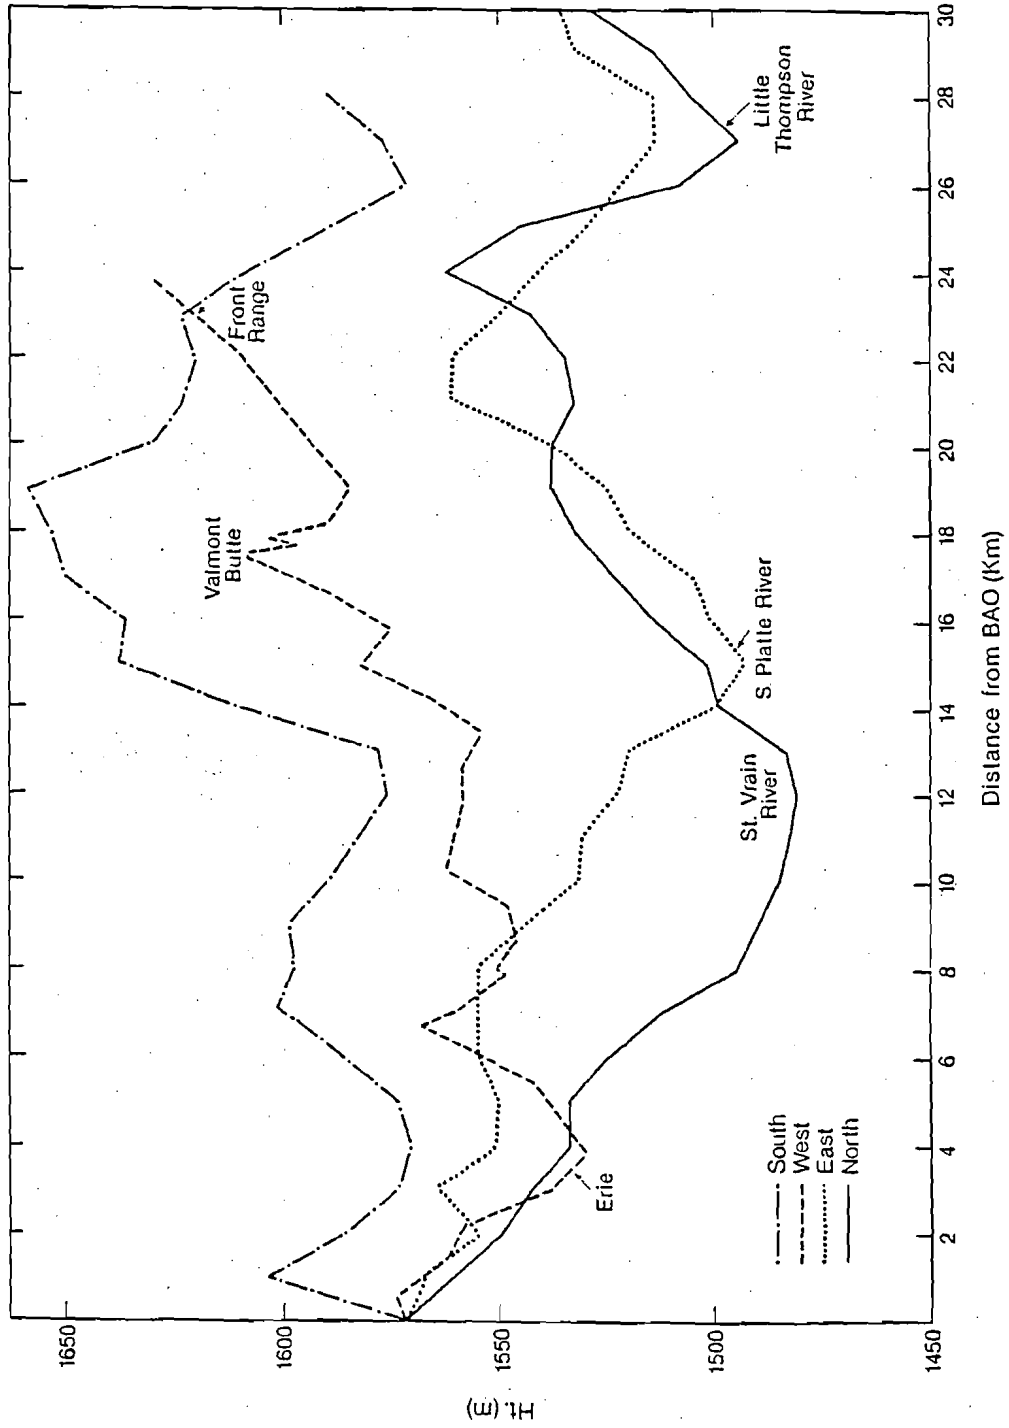 Ht. (m)
1650
1600
1550
1500
1450
Valmont
Butte
Front
Range
Erie
S. Platte River
St. Vrain
River
Little
Thompson
River
South
West
East
North
2
4
6
8
10
12
14
16
18
20
22
24
26
28
30
Distance from BAO (Km)